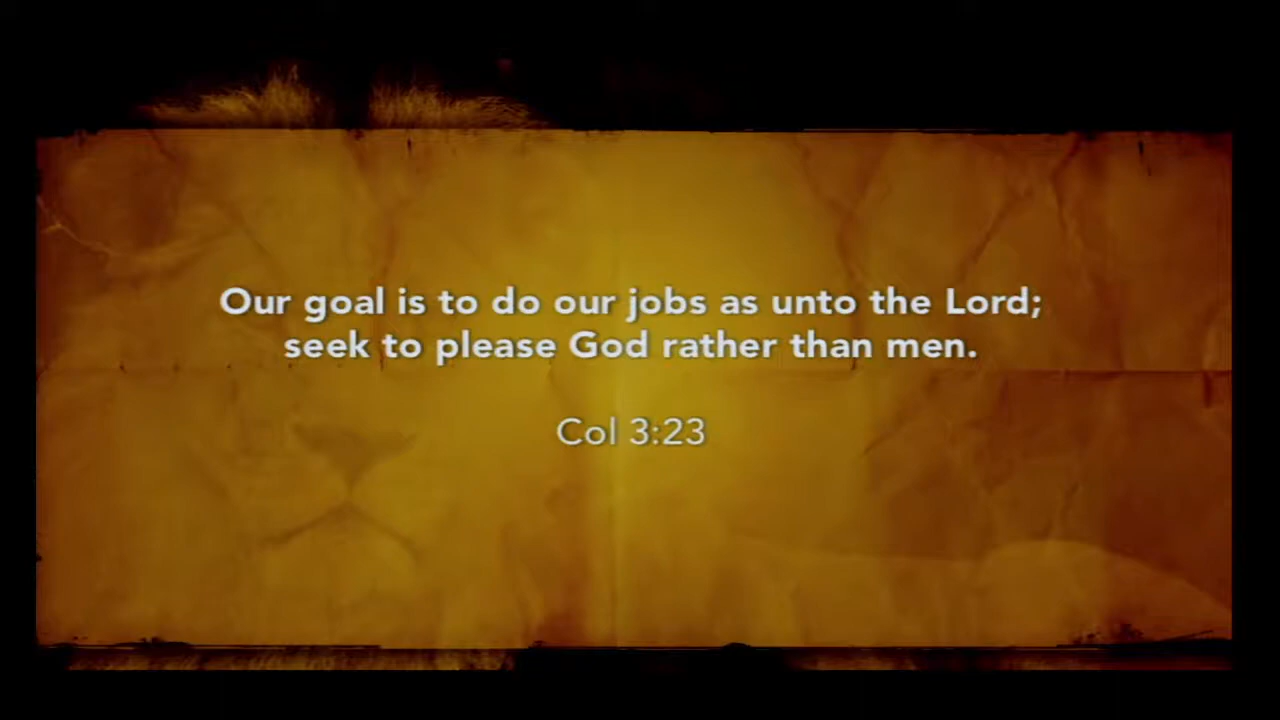 Our goal is to do our jobs as unto the Lord;
seek to please God rather than men.
Col 3:23